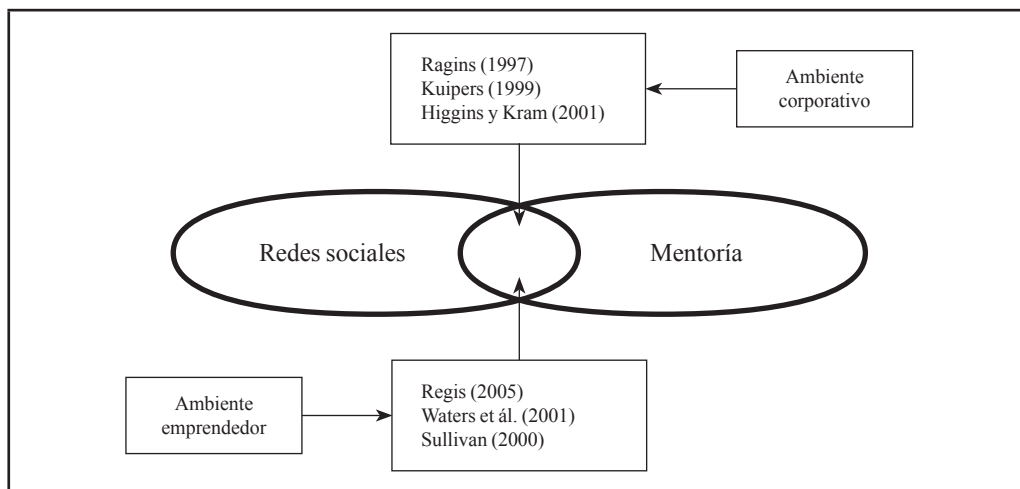 Ragins (1997)
Kuipers (1999)
Higgins y Kram (2001)
Ambiente
corporativo
Redes sociales
Mentoría
Ambiente
emprendedor
Regis (2005)
Waters et ál. (2001)
Sullivan (2000)